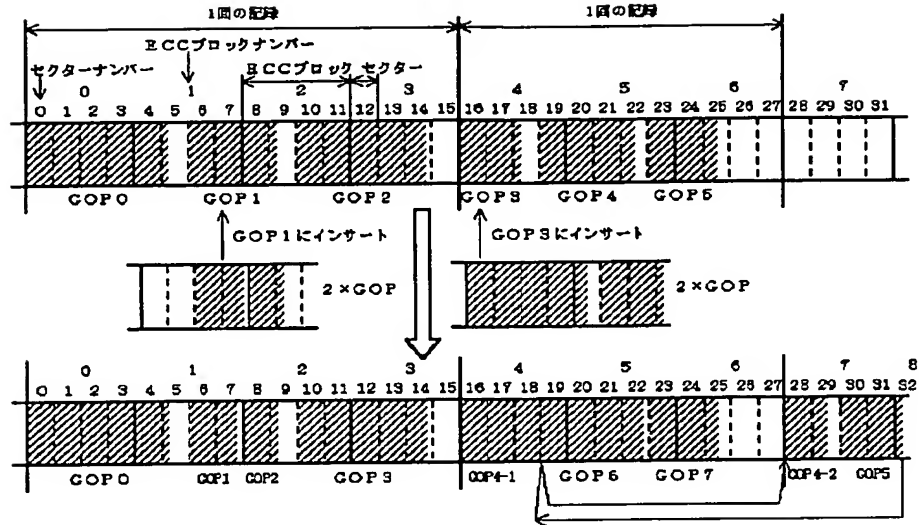 1回の記録 1回の記録
ECCブロックナンバー
セクターナンバー ECCブロック セクター
0 1 2 3 4 5 6 7
0 1 2 3 4 5 6 7 8 9 10 11 12 13 14 15 16 17 18 19 20 21 22 23 24 25 26 27 28 29 30 31
GOP0 GOP1 GOP2 GOP3 GOP4 GOP5
GOP1にインサート GOP3にインサート
2×GOP 2×GOP
0 1 2 3 4 5 6 7 8
0 1 2 3 4 5 6 7 8 9 10 11 12 13 14 15 16 17 18 19 20 21 22 23 24 25 26 27 28 29 30 31 32
GOP0 GOP1 GOP2 GOP3 GOP4-1 GOP6 GOP7 GOP4-2 GOP5